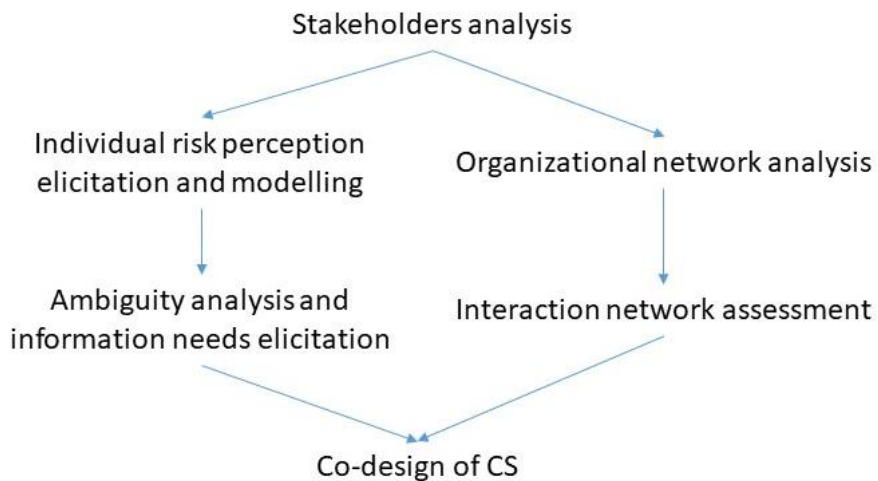 Stakeholders analysis
Individual risk perception
elicitation and modelling
Organizational network analysis
Ambiguity analysis and
information needs elicitation
Interaction network assessment
Co-design of CS